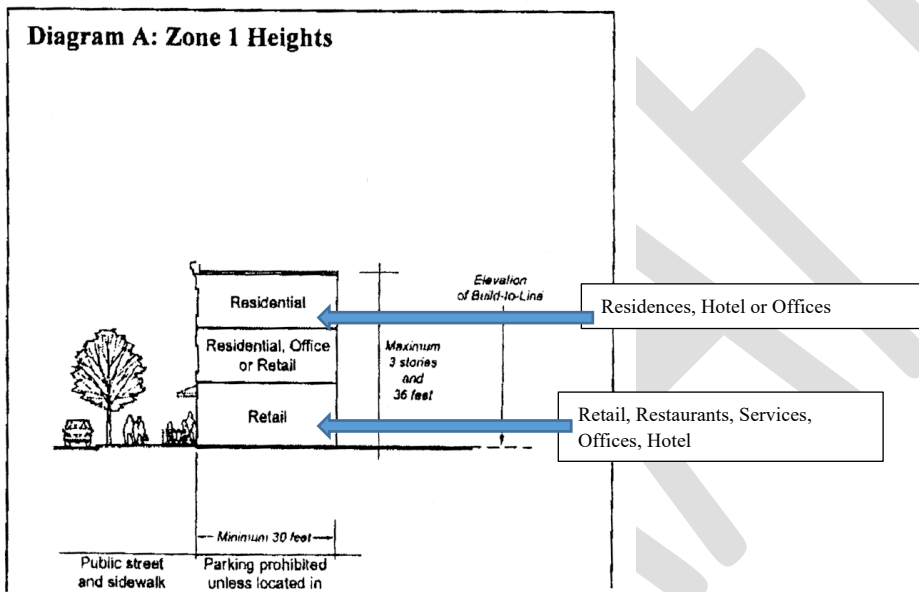 Diagram A: Zone 1 Heights
Elevation
of Build-to-Line
Residential
Residences, Hotel or Offices
Residential, Office
or Retail
Maximum
3 stories
and
36 feet
Retail
Retail, Restaurants, Services,
Offices, Hotel
Minimum 30 feet
Public street
and sidewalk
Parking prohibited
unless located in